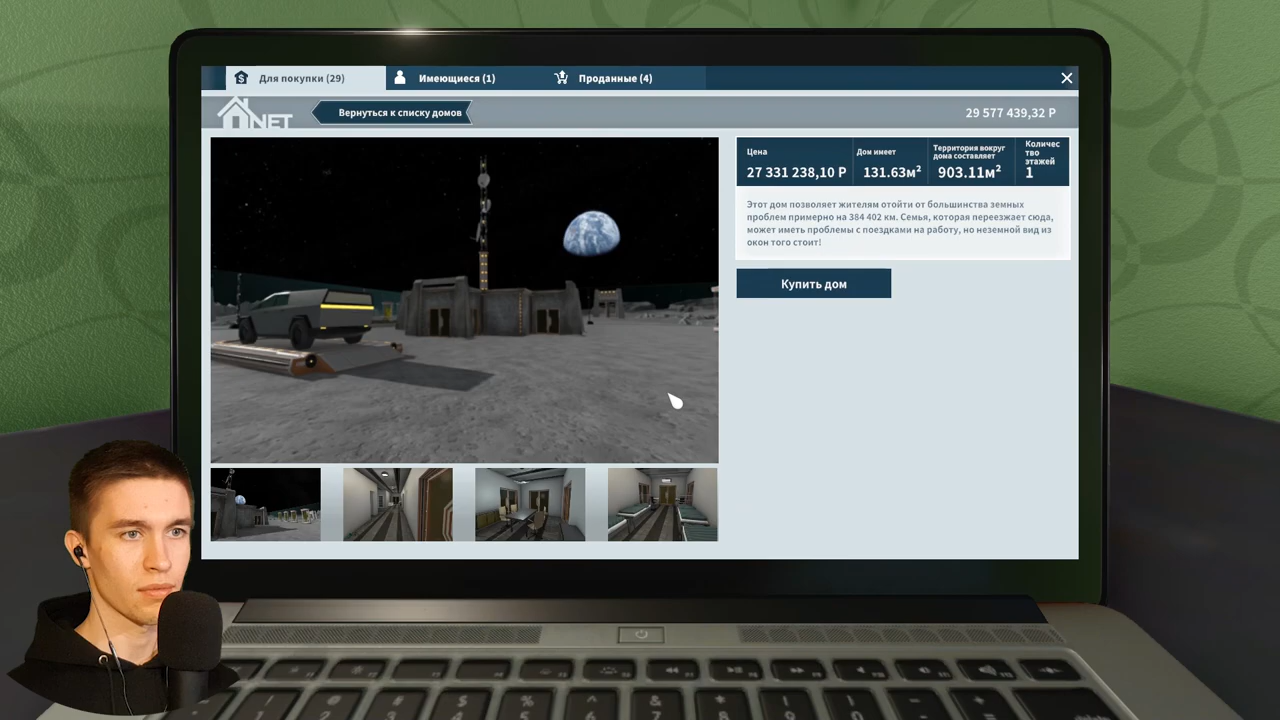 Для покупки (29)
Имеющиеся (1)
Проданные (4)
NET
Вернуться к списку домов
29 577 439,32 Р
Цена
27 331 238,10 Р
Дом имеет
131.63м²
Территория вокруг
дома составляет
903.11м²
Количес
тво
этажей
1
Этот дом позволяет жителям отойти от большинства земных
проблем примерно на 384 402 км. Семья, которая переезжает сюда,
может иметь проблемы с поездками на работу, но неземной вид из
окон того стоит!
Купить дом